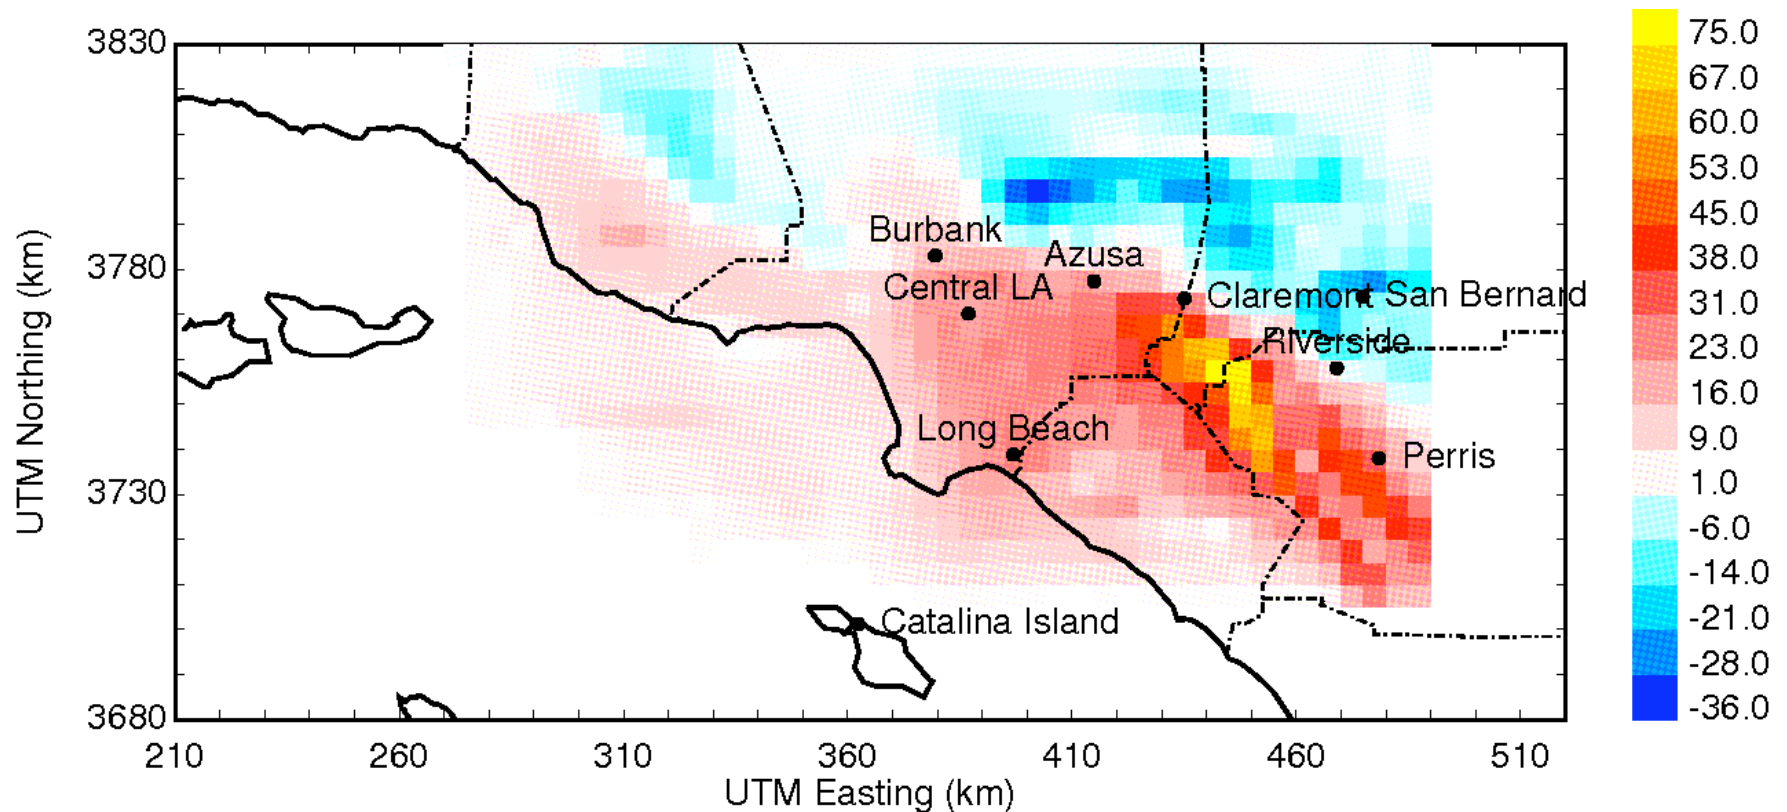 3830
3780
3730
3680
UTM Northing (km)
210
260
310
360
410
460
510
UTM Easting (km)
Burbank
Azusa
Central LA
Claremont
San Bernard
Riverside
Long Beach
Perris
Catalina Island
75.0
67.0
60.0
53.0
45.0
38.0
31.0
23.0
16.0
9.0
1.0
-6.0
-14.0
-21.0
-28.0
-36.0